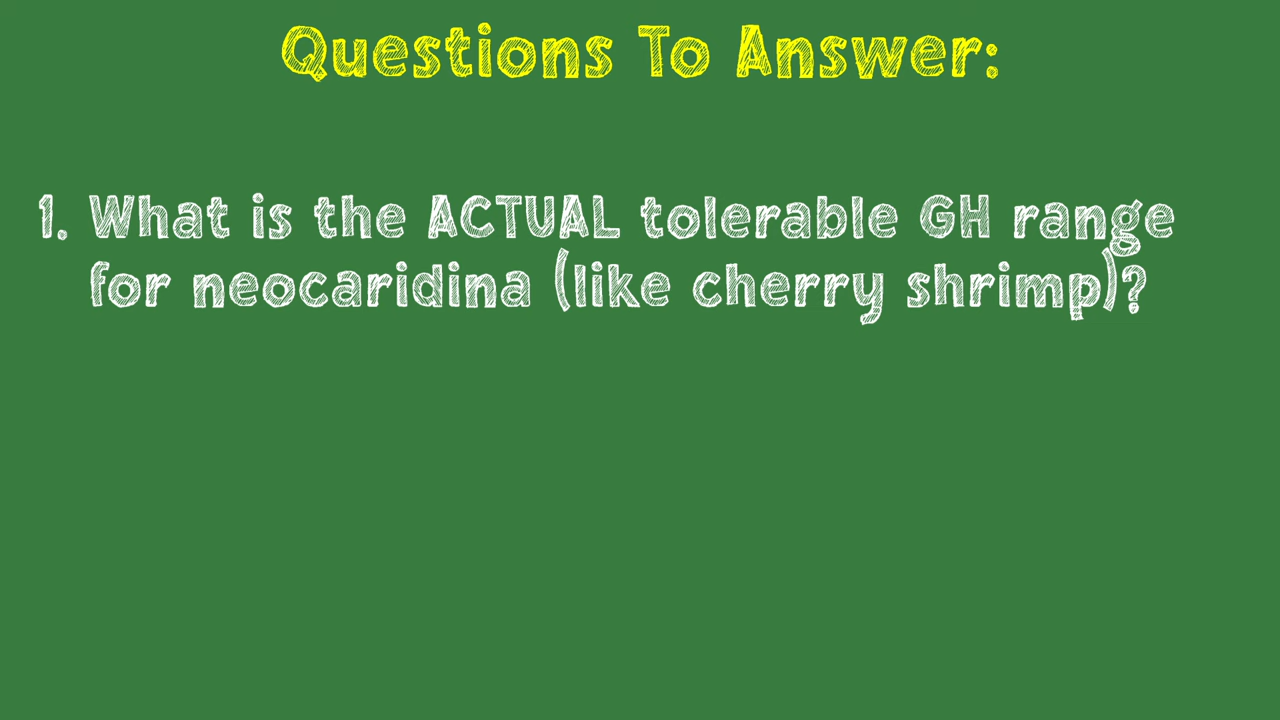 Questions To Answer:
1. What is the ACTUAL tolerable GH range
for neocaridina (like cherry shrimp)?